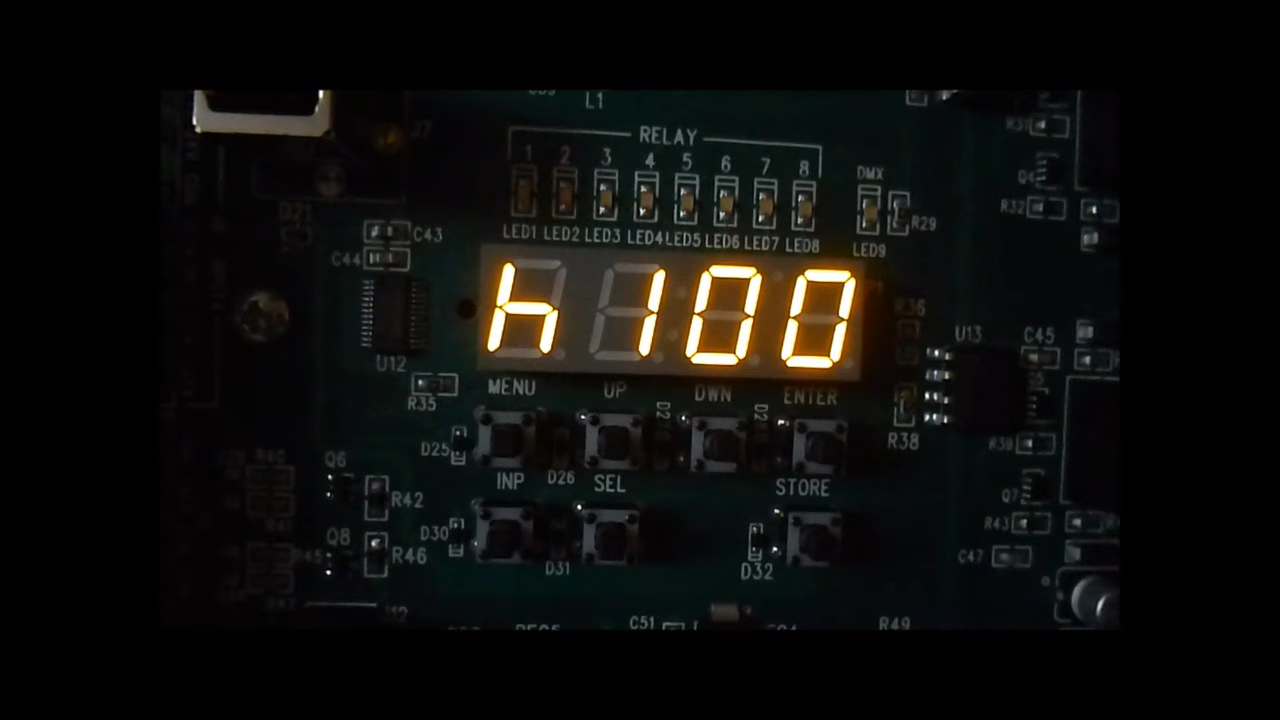 L1
RELAY
1 2 3 4 5 6 7 8 DMX
R32
R29
LED1 LED2 LED3 LED4 LED5 LED6 LED7 LED8 LED9
C43
C44
h100
R36
U12
U13 C45
R35
MENU UP DWN ENTER
R38
D25
R39
INP D26 SEL STORE
Q6
R42
Q7
R43
D30
Q8
R46
C47
D31
D32
C51
R49